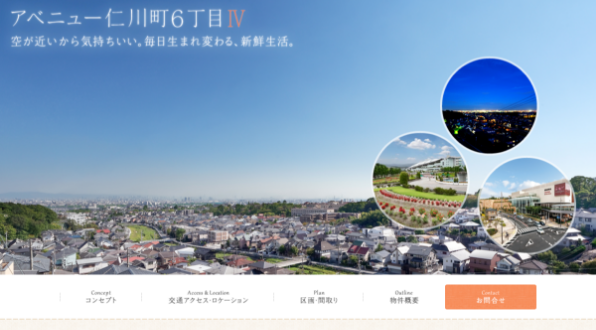 アベニュー仁川町6丁目Ⅳ
空が近いから気持ちいい。毎日生まれ変わる、新鮮生活。
Concept
コンセプト
Access & Location
交通アクセス・ロケーション
Plan
区画・間取り
Outline
物件概要
Contact
お問合せ